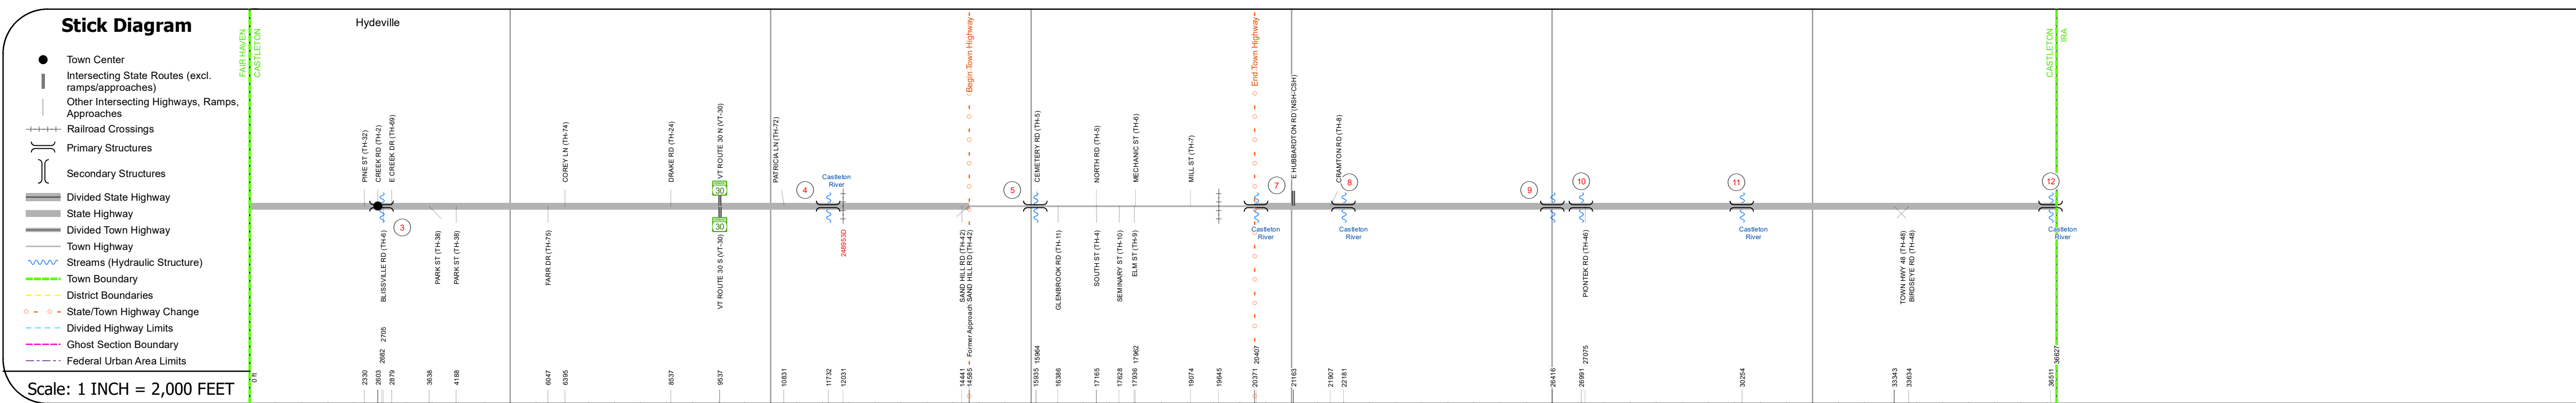 Stick Diagram
Town Center
Intersecting State Routes (excl.
ramps/approaches)
Other Intersecting Highways, Ramps,
Approaches
Railroad Crossings
Primary Structures
Secondary Structures
Divided State Highway
State Highway
Divided Town Highway
Town Highway
Streams (Hydraulic Structure)
Town Boundary
District Boundaries
State/Town Highway Change
Divided Highway Limits
Ghost Section Boundary
Federal Urban Area Limits
Scale: 1 INCH = 2,000 FEET
FAIR HAVEN
CASTLETON
Hydeville
PINE ST (TH-32)
CREEK RD (TH-2)
E CREEK DR (TH-69)
BLISSVILLE RD (TH-6)
3
PARK ST (TH-38)
PARK ST (TH-38)
FARR DR (TH-75)
COREY LN (TH-74)
DRAKE RD (TH-24)
VT ROUTE 30 N (VT-30)
30
30
VT ROUTE 30 S (VT-30)
PATRICIA LN (TH-72)
4
Castleton
River
248953D
SAND HILL RD (TH-42)
Former Approach SAND HILL RD (TH-42)
Begin Town Highway
5
CEMETERY RD (TH-5)
GLENBROOK RD (TH-11)
NORTH RD (TH-5)
SOUTH ST (TH-4)
SEMINARY ST (TH-10)
MECHANIC ST (TH-6)
ELM ST (TH-9)
MILL ST (TH-7)
End Town Highway
7
Castleton
River
E HUBBARDTON RD (NSH-CSH)
CRAMTON RD (TH-8)
8
Castleton
River
9
10
PIONTEK RD (TH-46)
11
Castleton
River
TOWN HWY 48 (TH-48)
BIRDSEYE RD (TH-48)
12
Castleton
River
CASTLETON
IRA
0 ft
2330
2603
2682
2705
2879
3638
4188
6047
6395
8537
9537
10831
11732
12031
14441
14585
15935
15964
16386
17165
17628
17936
17962
19074
19645
20371
20407
21163
21907
22181
26416
26991
27075
30254
33343
33634
36511
36627